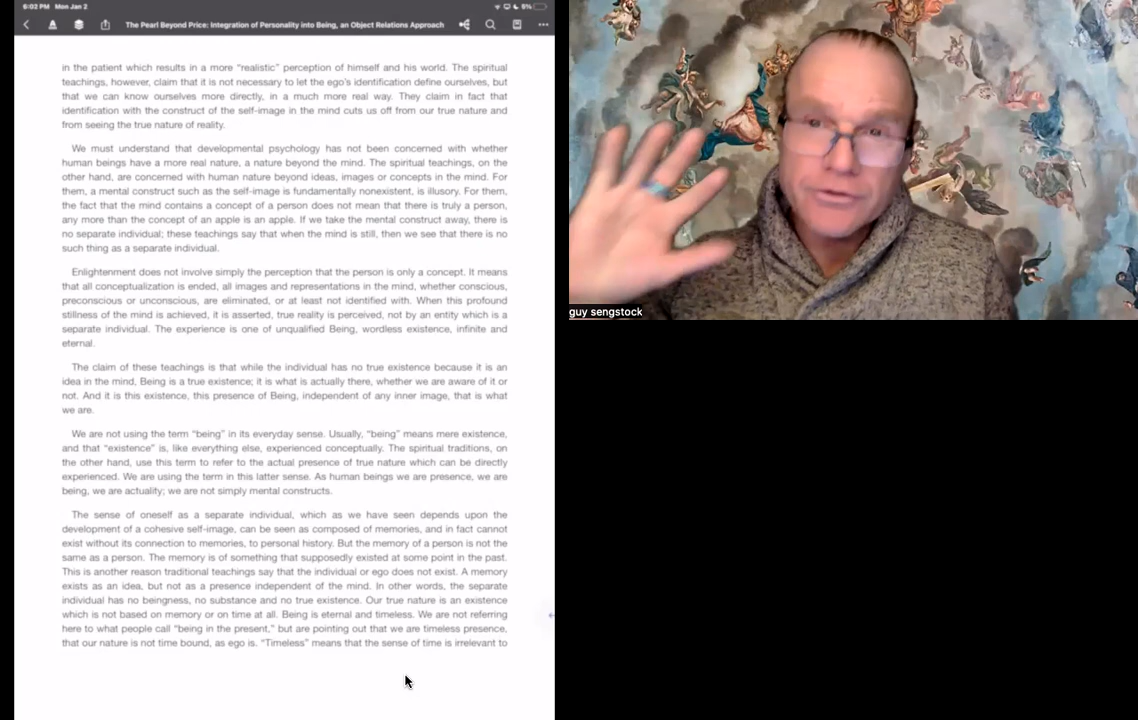 6:02 PM Mon Jan 2
5%
The Pearl Beyond Price: Integration of Personality into Being, an Object Relations Approach
in the patient which results in a more “realistic” perception of himself and his world. The spiritual
teachings, however, claim that it is not necessary to let the ego’s identification define ourselves, but
that we can know ourselves more directly, in a much more real way. They claim in fact that
identification with the construct of the self-image in the mind cuts us off from our true nature and
from seeing the true nature of reality.
We must understand that developmental psychology has not been concerned with whether
human beings have a more real nature, a nature beyond the mind. The spiritual teachings, on the
other hand, are concerned with human nature beyond ideas, images or concepts in the mind. For
them, a mental construct such as the self-image is fundamentally nonexistent, is illusory. For them,
the fact that the mind contains a concept of a person does not mean that there is truly a person,
any more than the concept of an apple is an apple. If we take the mental construct away, there is
no separate individual; these teachings say that when the mind is still, then we see that there is no
such thing as a separate individual.
Enlightenment does not involve simply the perception that the person is only a concept. It means
that all conceptualization is ended, all images and representations in the mind, whether conscious,
preconscious or unconscious, are eliminated, or at least not identified with. When this profound
stillness of the mind is achieved, it is asserted, true reality is perceived, not by an entity which is a
separate individual. The experience is one of unqualified Being, wordless existence, infinite and
eternal.
The claim of these teachings is that while the individual has no true existence because it is an
idea in the mind, Being is a true existence; it is what is actually there, whether we are aware of it or
not. And it is this existence, this presence of Being, independent of any inner image, that is what
we are.
We are not using the term “being” in its everyday sense. Usually, “being” means mere existence,
and that “existence” is, like everything else, experienced conceptually. The spiritual traditions, on
the other hand, use this term to refer to the actual presence of true nature which can be directly
experienced. We are using the term in this latter sense. As human beings we are presence, we are
being, we are actuality; we are not simply mental constructs.
The sense of oneself as a separate individual, which as we have seen depends upon the
development of a cohesive self-image, can be seen as composed of memories, and in fact cannot
exist without its connection to memories, to personal history. But the memory of a person is not the
same as a person. The memory is of something that supposedly existed at some point in the past.
This is another reason traditional teachings say that the individual or ego does not exist. A memory
exists as an idea, but not as a presence independent of the mind. In other words, the separate
individual has no beingness, no substance and no true existence. Our true nature is an existence
which is not based on memory or on time at all. Being is eternal and timeless. We are not referring
here to what people call “being in the present,” but are pointing out that we are timeless presence,
that our nature is not time bound, as ego is. “Timeless” means that the sense of time is irrelevant to
guy sengstock